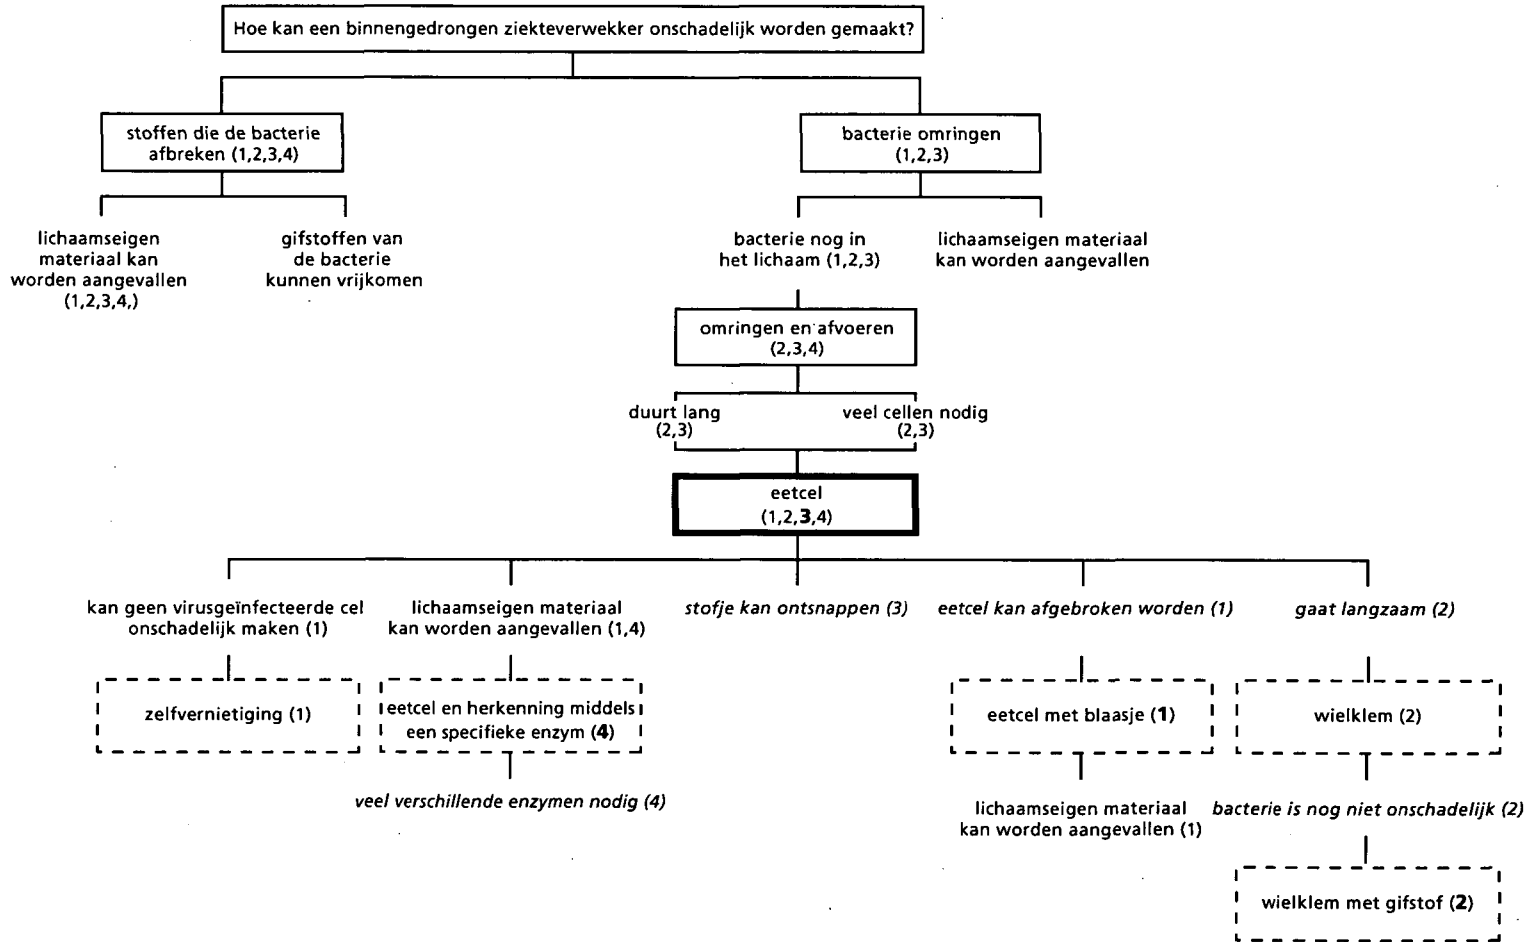 Hoe kan een binnengedrongen ziekteverwekker onschadelijk worden gemaakt?
stoffen die de bacterie
afbreken (1,2,3,4)
bacterie omringen
(1,2,3)
lichaamseigen
materiaal kan
worden aangevallen
(1,2,3,4,)
gifstoffen van
de bacterie
kunnen vrijkomen
bacterie nog in
het lichaam (1,2,3)
lichaamseigen materiaal
kan worden aangevallen
omringen en afvoeren
(2,3,4)
duurt lang
(2,3)
veel cellen nodig
(2,3)
eetcel
(1,2,3,4)
kan geen virusgeïnfecteerde cel
onschadelijk maken (1)
lichaamseigen materiaal
kan worden aangevallen (1,4)
stofje kan ontsnappen (3)
eetcel kan afgebroken worden (1)
gaat langzaam (2)
zelfvernietiging (1)
eetcel en herkenning middels
een specifieke enzym (4)
eetcel met blaasje (1)
wielklem (2)
veel verschillende enzymen nodig (4)
lichaamseigen materiaal
kan worden aangevallen (1)
bacterie is nog niet onschadelijk (2)
wielklem met gifstof (2)